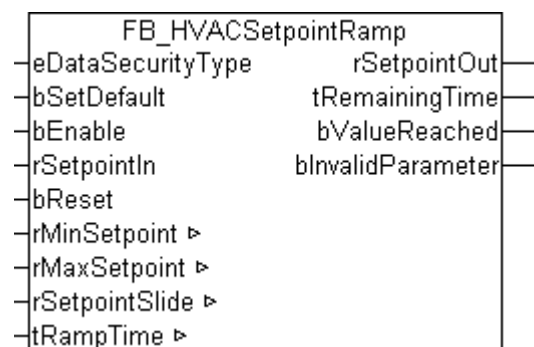 FB_HVACSetpointRamp
eDataSecurityType rSetpointOut
bSetDefault tRemainingTime
bEnable bValueReached
rSetpointIn bInvalidParameter
bReset
rMinSetpoint ▹
rMaxSetpoint ▹
rSetpointSlide ▹
tRampTime ▹